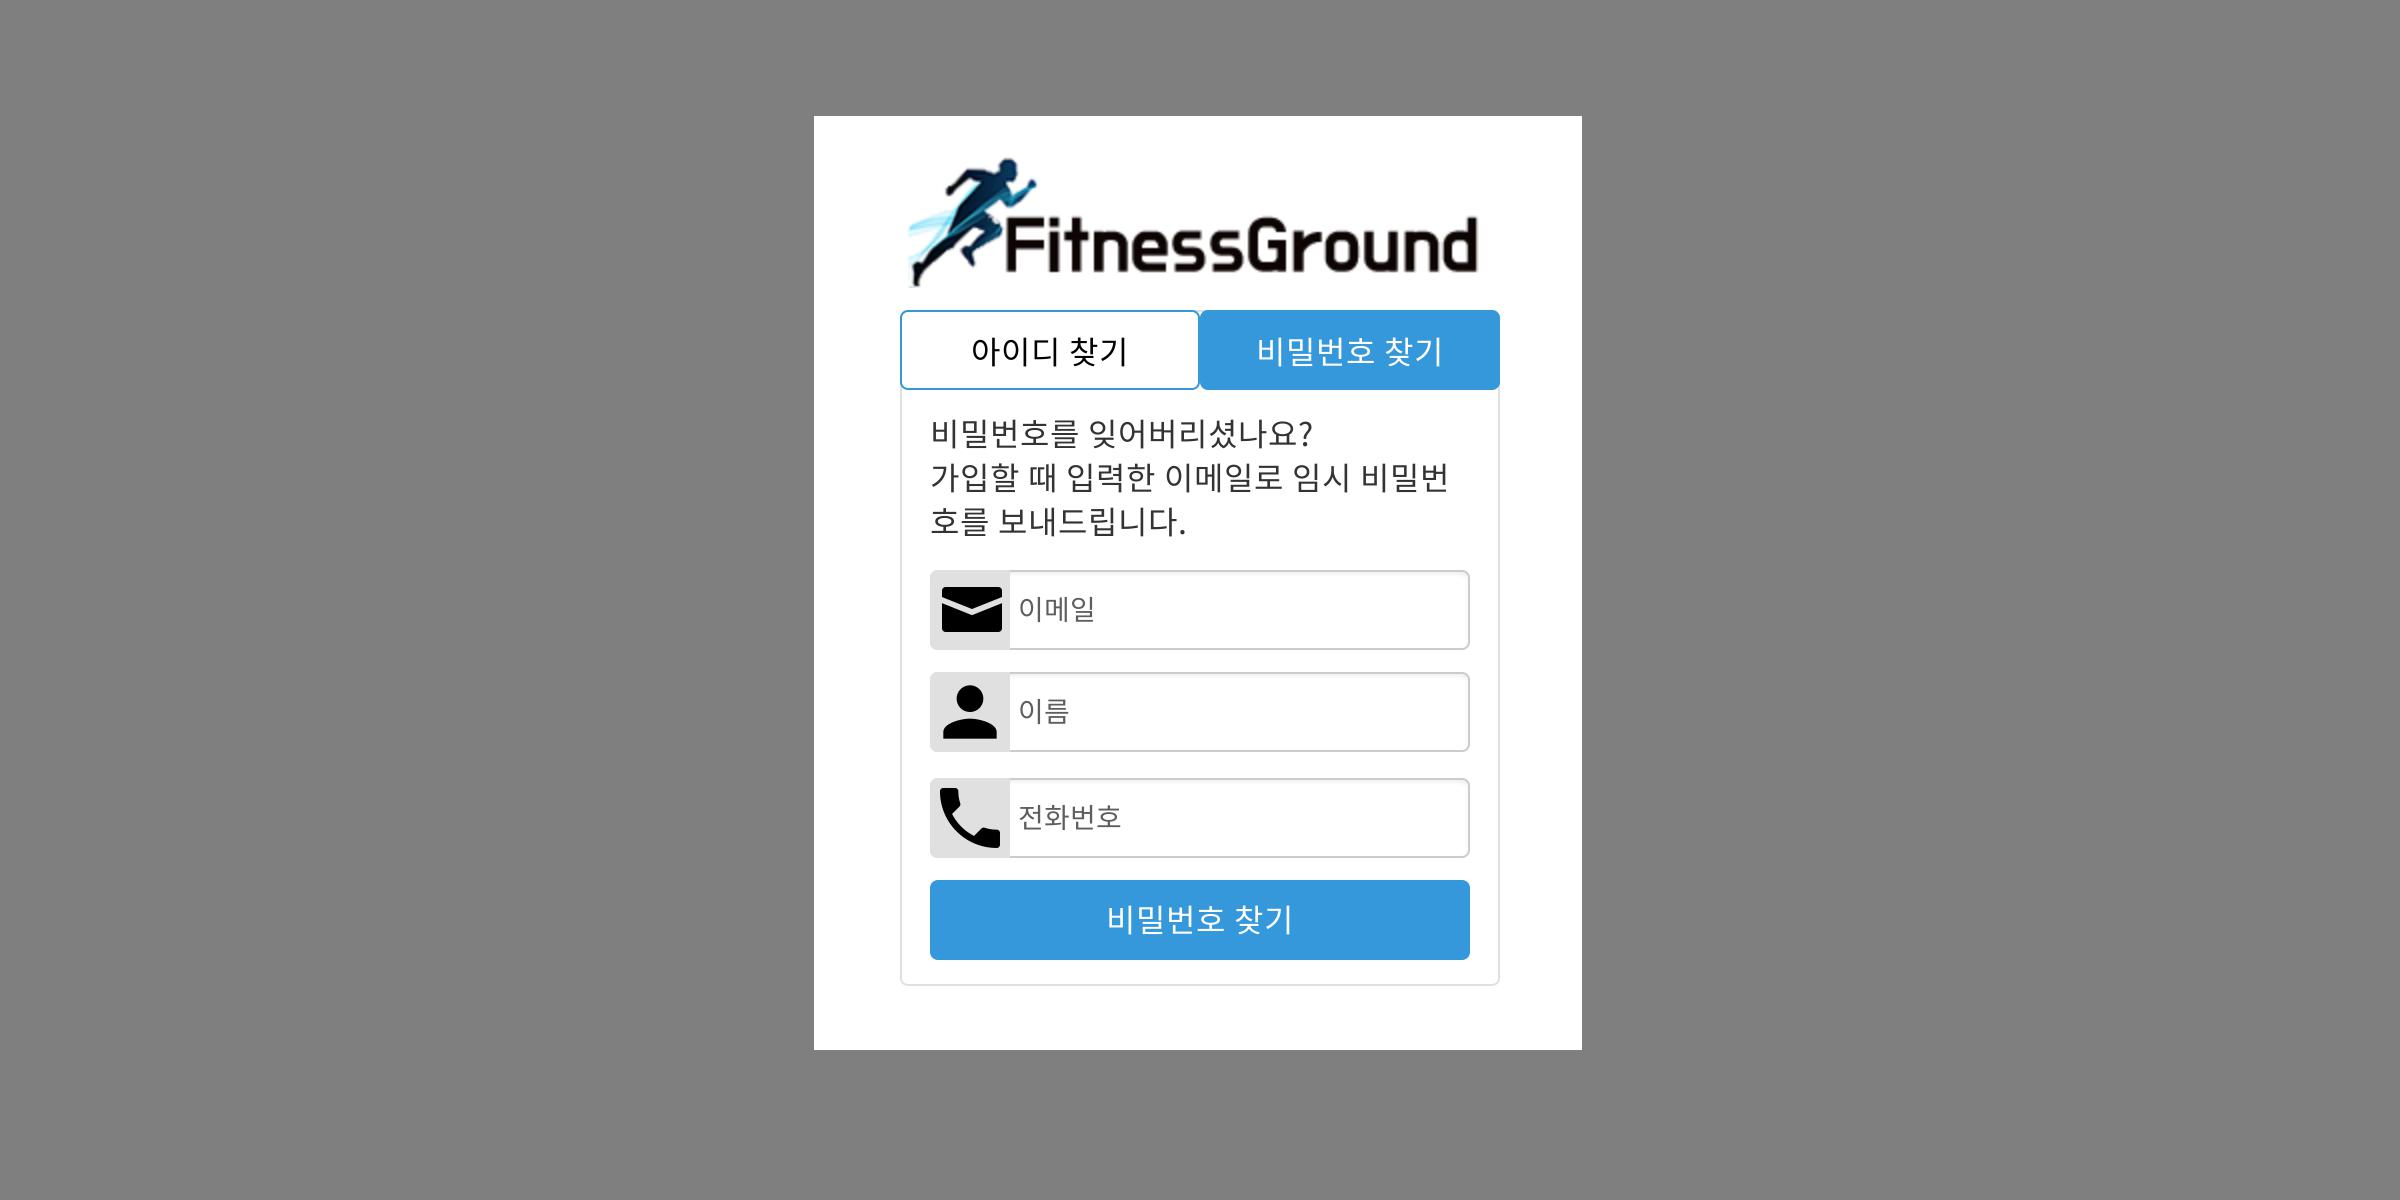 FitnessGround
아이디 찾기
비밀번호 찾기
비밀번호를 잊어버리셨나요?
가입할 때 입력한 이메일로 임시 비밀번
호를 보내드립니다.
이메일
이름
전화번호
비밀번호 찾기